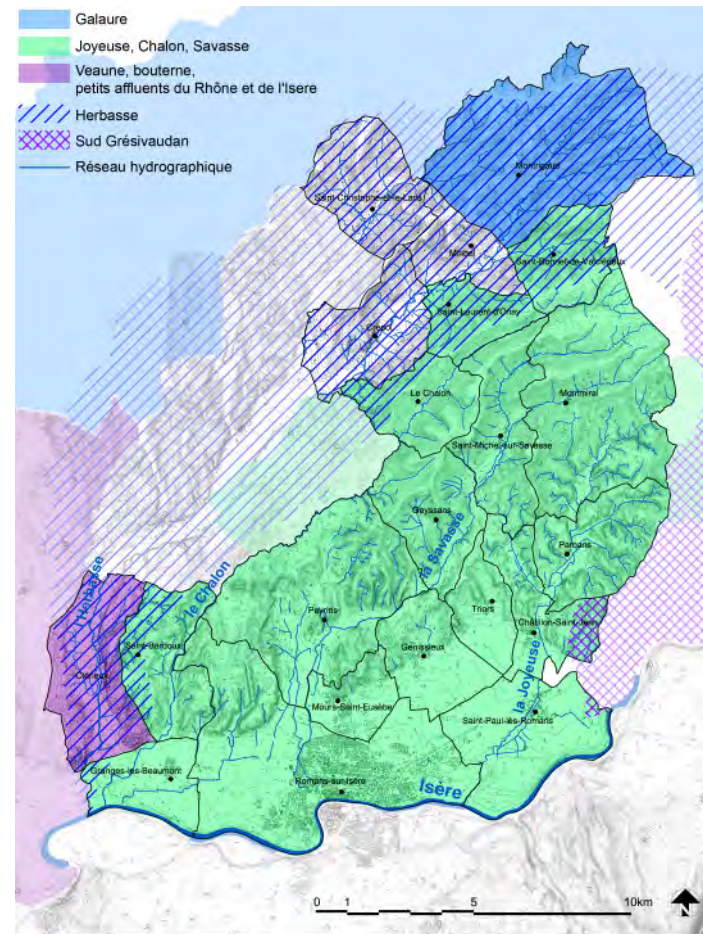 Galaure
Joyeuse, Chalon, Savasse
Veaune, bouterne,
petits affluents du Rhône et de l'Isere
Herbasse
Sud Grésivaudan
Réseau hydrographique
Montrigaud
Saint-Christophe-et-le-Laris
Miribel
Saint-Bonnet-de-Valclérieux
Saint-Laurent-d'Onay
Crépol
Le Chalon
Montmiral
Saint-Michel-sur-Savasse
Geyssans
la Savasse
Parnans
l'Herbasse
le Chalon
Triors
Peyrins
Châtillon-Saint-Jean
Saint-Bardoux
Génissieux
la Joyeuse
Clérieux
Mours-Saint-Eusèbe
Saint-Paul-lès-Romans
Granges-les-Beaumont
Romans-sur-Isère
Isère
0 1 5 10km
N